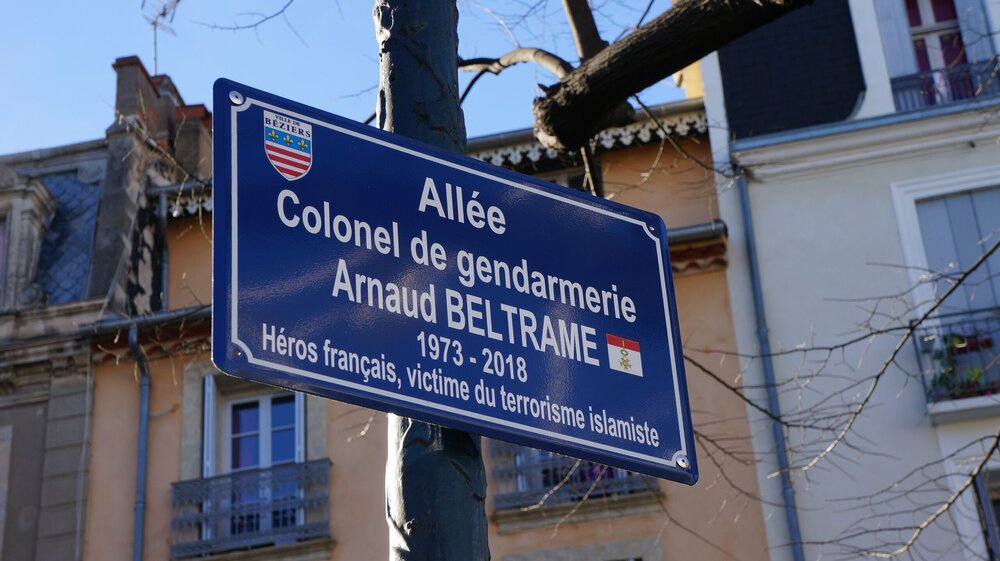 VILLE DE
BÉZIERS
Allée
Colonel de gendarmerie
Arnaud BELTRAME
1973 - 2018
Héros français, victime du terrorisme islamiste